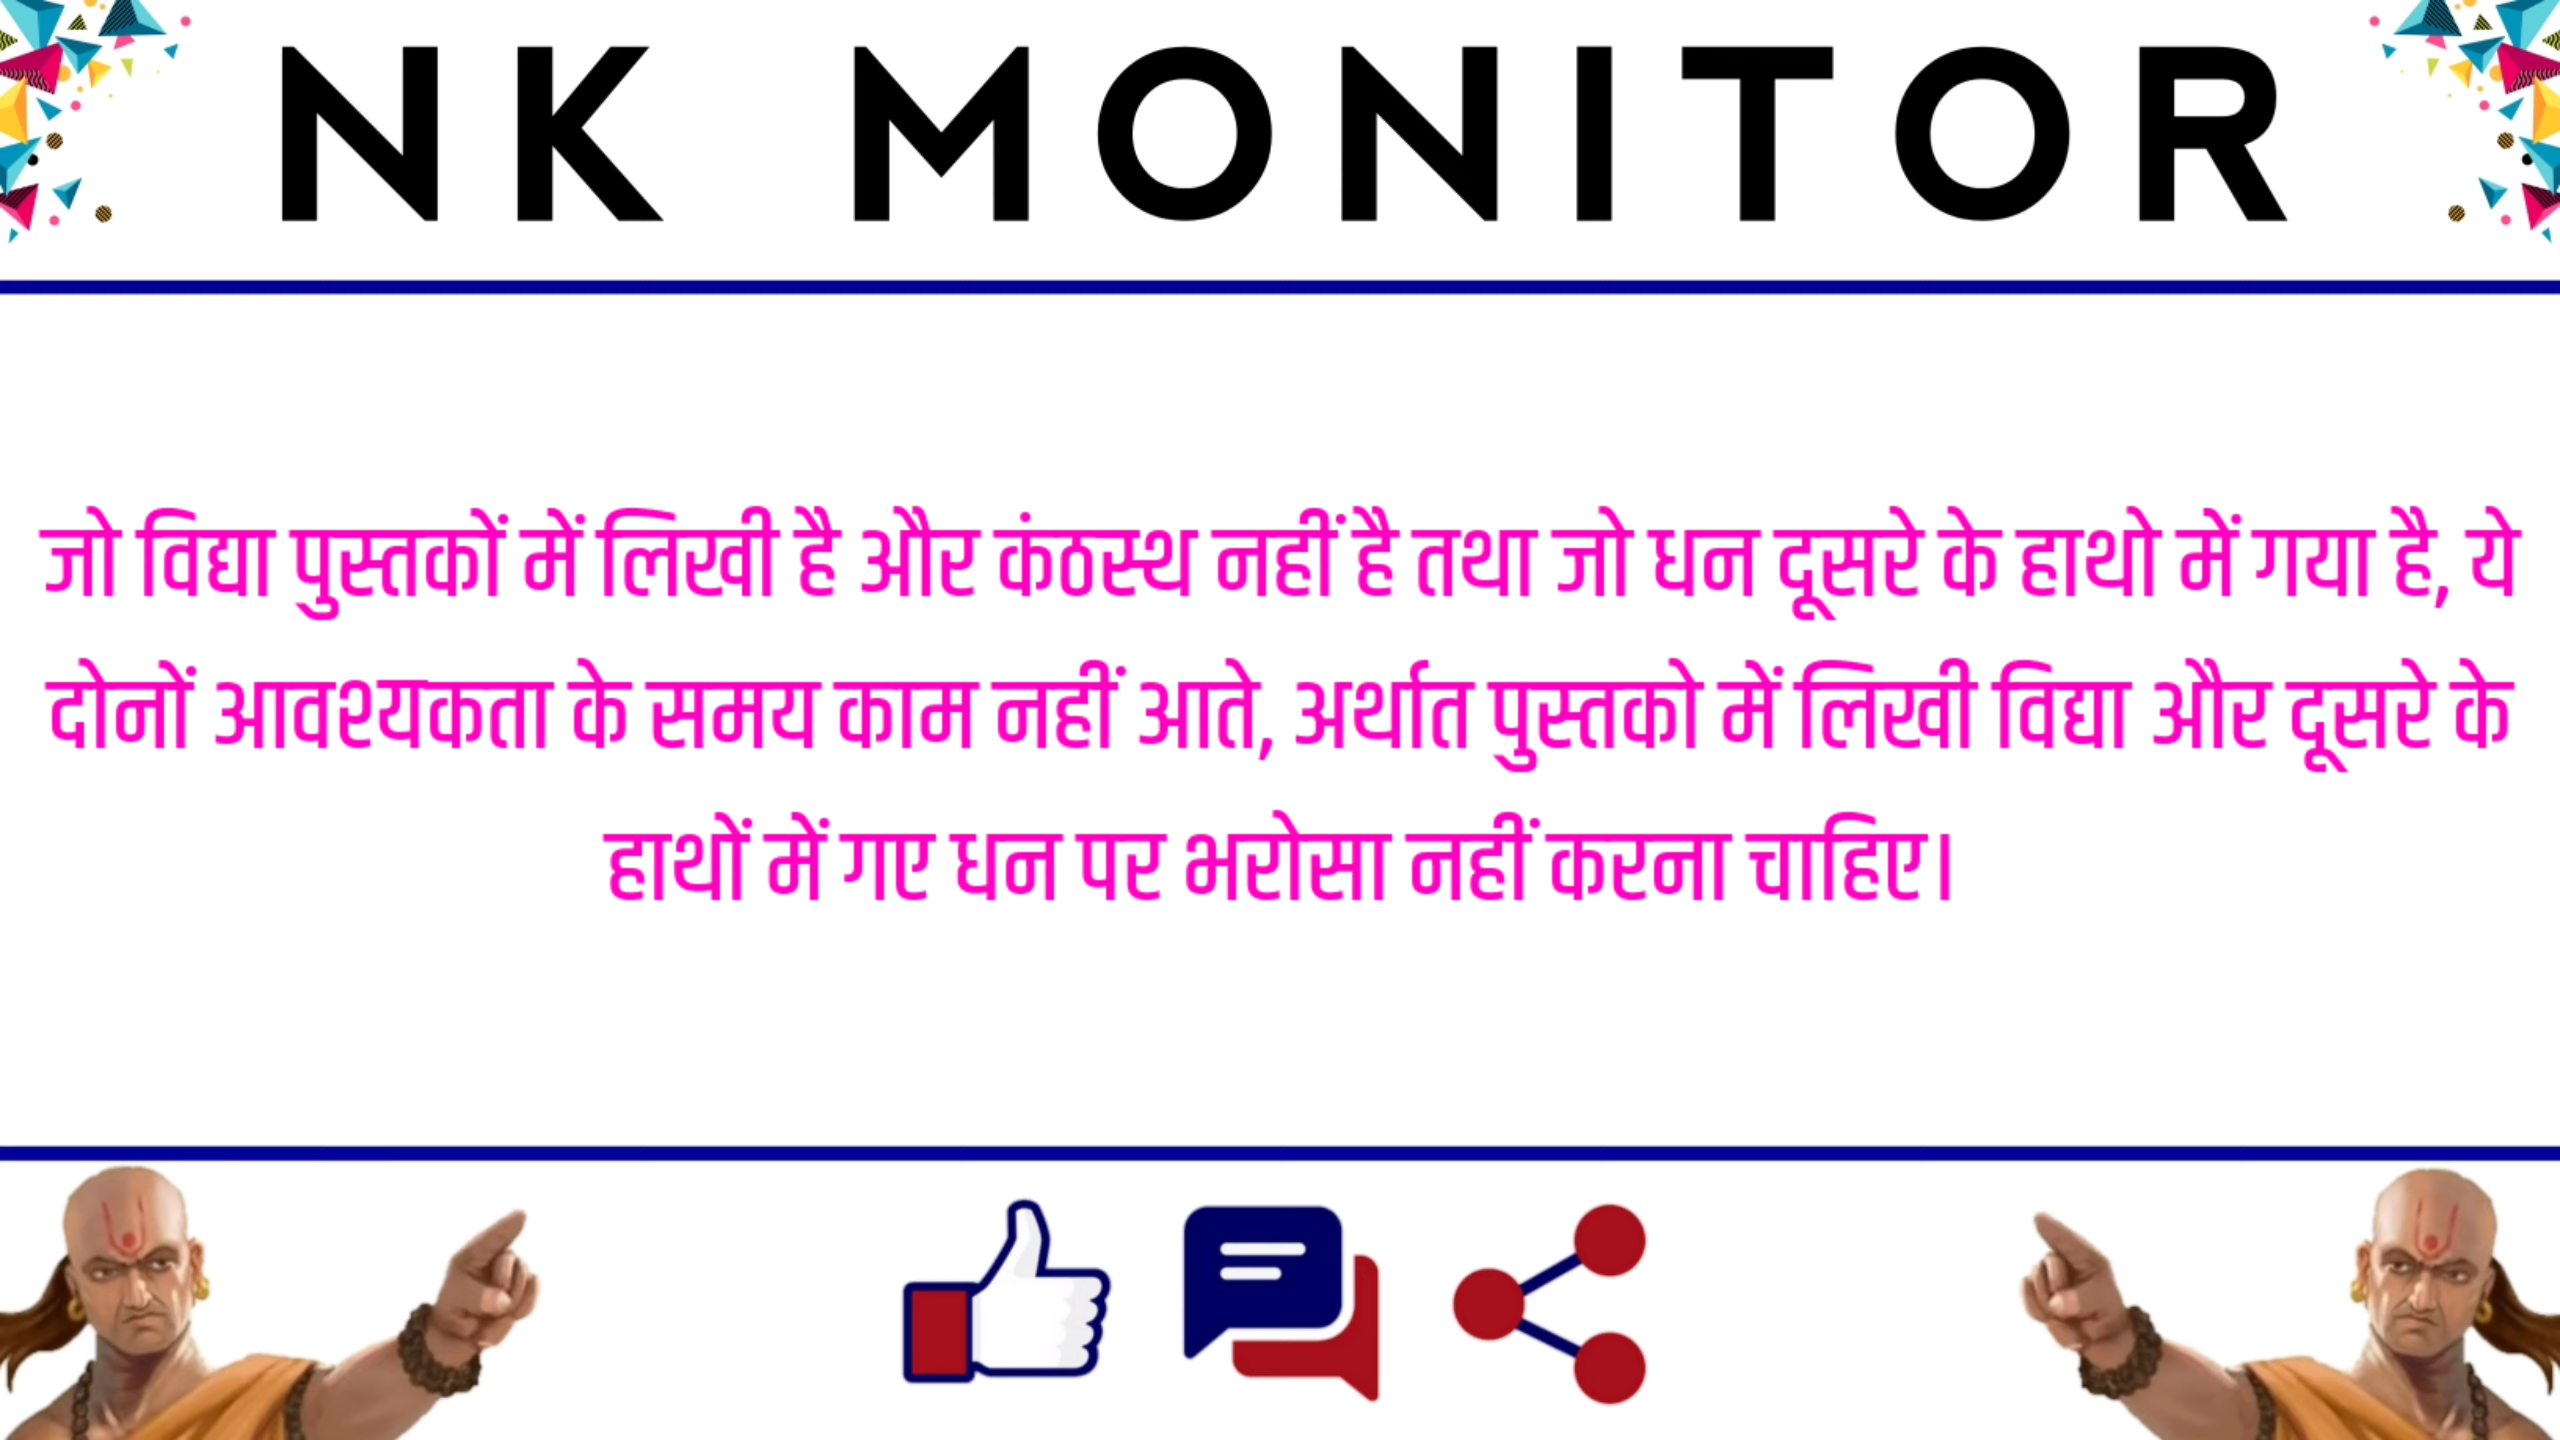 NK MONITOR
जो विद्या पुस्तकों में लिखी है और कंठस्थ नहीं है तथा जो धन दूसरे के हाथो में गया है, ये
दोनों आवश्यकता के समय काम नहीं आते, अर्थात पुस्तको में लिखी विद्या और दूसरे के
हाथों में गए धन पर भरोसा नहीं करना चाहिए।